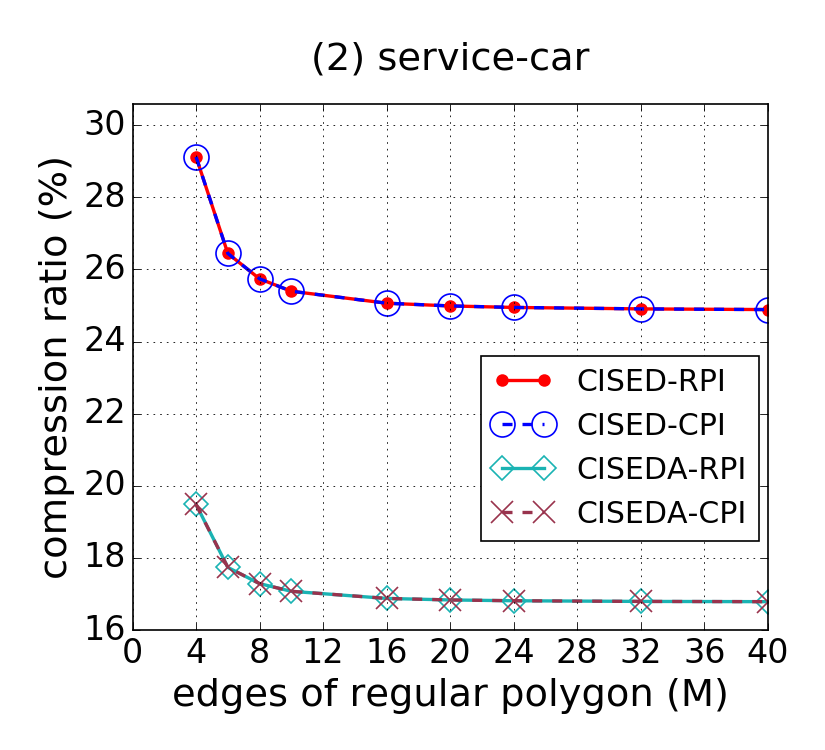 (2) service-car
compression ratio (%)
30
28
26
24
22
20
18
16
CISED-RPI
CISED-CPI
CISEDA-RPI
CISEDA-CPI
0 4 8 12 16 20 24 28 32 36 40
edges of regular polygon (M)